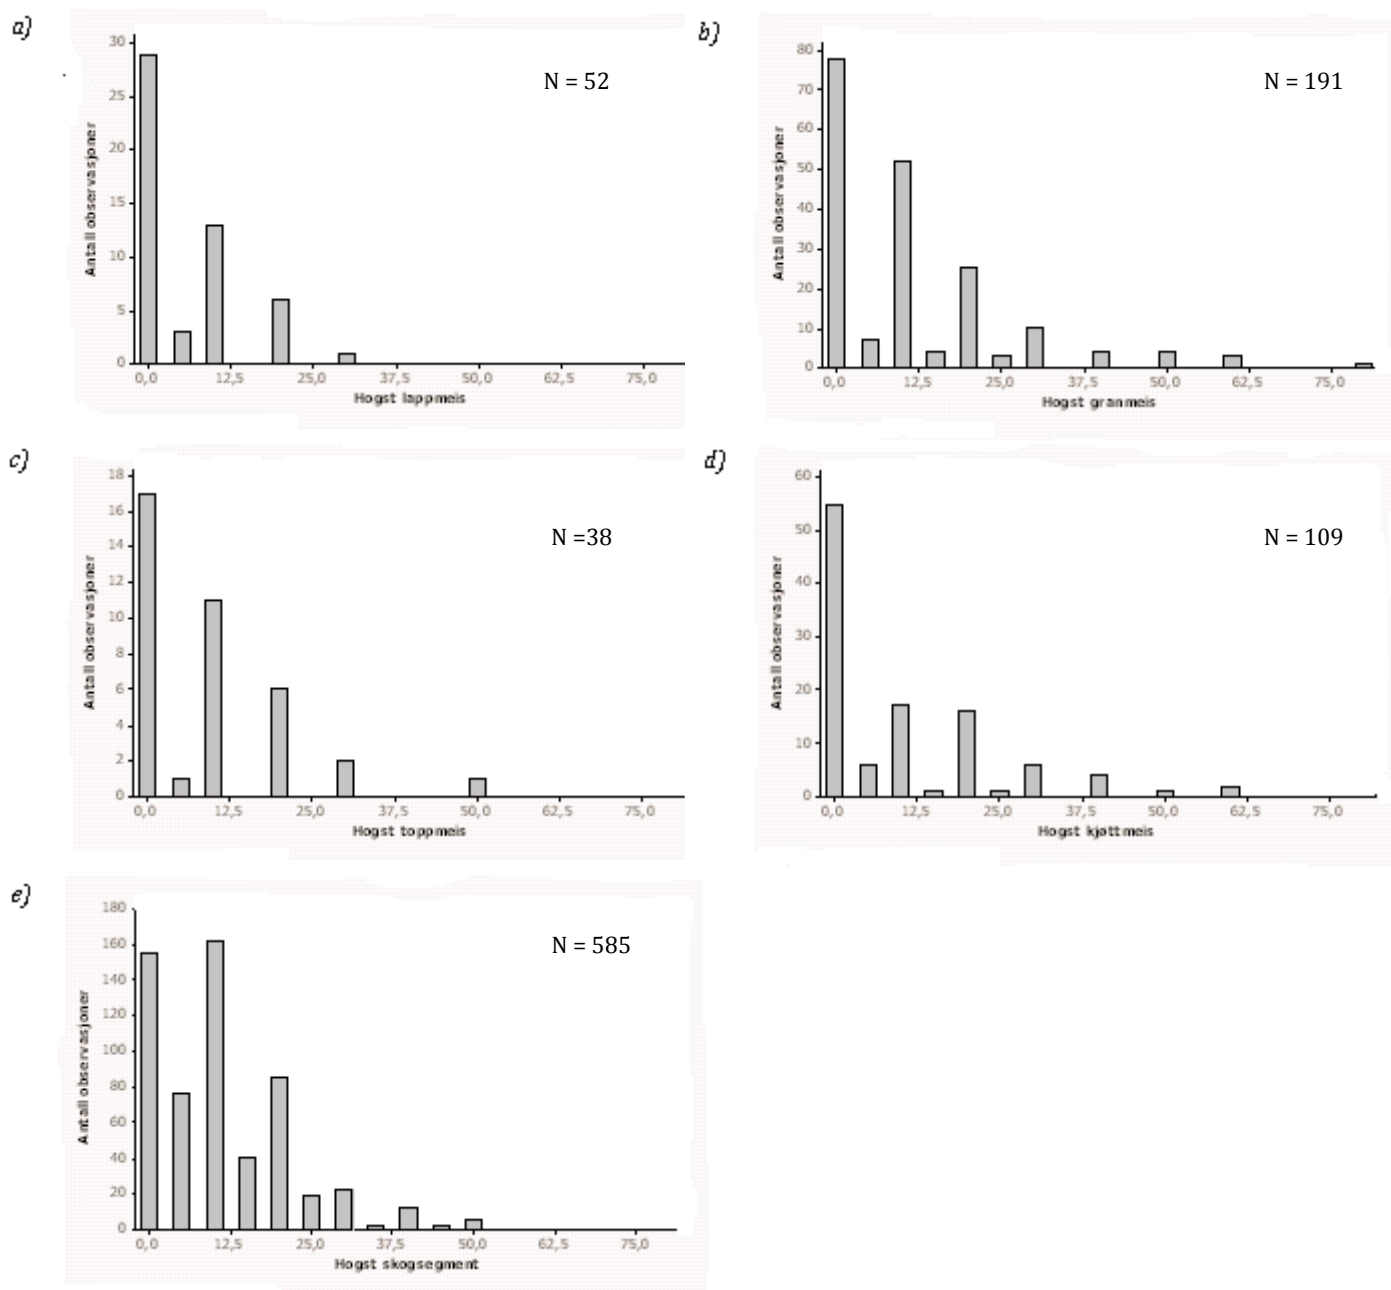 a)
N = 52
Antall observasjoner
30
25
20
15
10
5
0
0,0 12,5 25,0 37,5 50,0 62,5 75,0
Hogst lappmeis
b)
N = 191
Antall observasjoner
80
70
60
50
40
30
20
10
0
0,0 12,5 25,0 37,5 50,0 62,5 75,0
Hogst granmeis
c)
N =38
Antall observasjoner
18
16
14
12
10
8
6
4
2
0
0,0 12,5 25,0 37,5 50,0 62,5 75,0
Hogst toppmeis
d)
N = 109
Antall observasjoner
60
50
40
30
20
10
0
0,0 12,5 25,0 37,5 50,0 62,5 75,0
Hogst kjøttmeis
e)
N = 585
Antall observasjoner
180
160
140
120
100
80
60
40
20
0
0,0 12,5 25,0 37,5 50,0 62,5 75,0
Hogst skogsegment